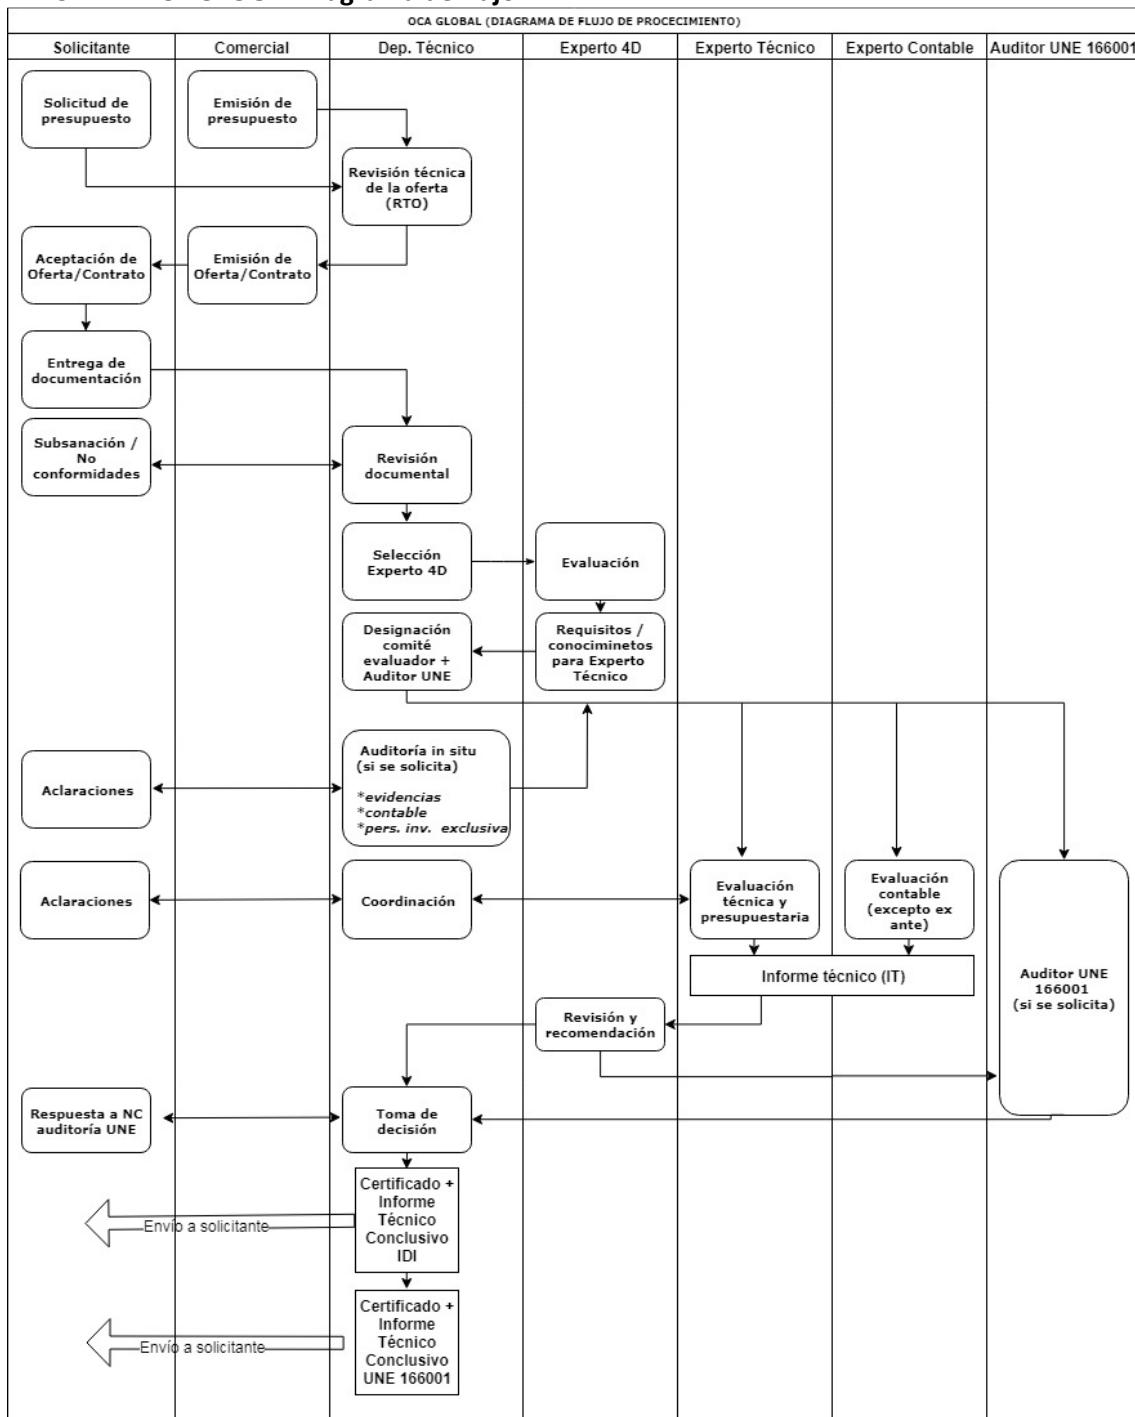 OCA GLOBAL (DIAGRAMA DE FLUJO DE PROCECIMIENTO)
Solicitante
Comercial
Dep. Técnico
Experto 4D
Experto Técnico
Experto Contable
Auditor UNE 166001
Solicitud de
presupuesto
Emisión de
presupuesto
Revisión técnica
de la oferta
(RTO)
Aceptación de
Oferta/Contrato
Emisión de
Oferta/Contrato
Entrega de
documentación
Subsanación /
No
conformidades
Revisión
documental
Selección
Experto 4D
Evaluación
Designación
comité
evaluador +
Auditor UNE
Requisitos /
conociminetos
para Experto
Técnico
Aclaraciones
Auditoría in situ
(si se solicita)
*evidencias
*contable
*pers. inv. exclusiva
Aclaraciones
Coordinación
Evaluación
técnica y
presupuestaria
Evaluación
contable
(excepto ex
ante)
Informe técnico (IT)
Auditor UNE
166001
(si se solicita)
Revisión y
recomendación
Respuesta a NC
auditoría UNE
Toma de
decisión
Certificado +
Informe
Técnico
Conclusivo
IDI
Envío a solicitante
Certificado +
Informe
Técnico
Conclusivo
UNE 166001
Envío a solicitante